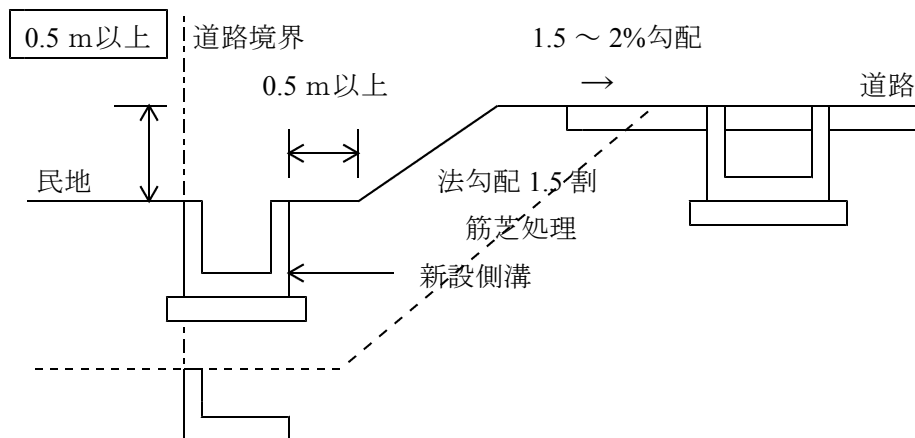 0.5 ｍ以上
道路境界
1.5 ～ 2%勾配
→
0.5 ｍ以上
道路
民地
法勾配 1.5 割
筋芝処理
新設側溝